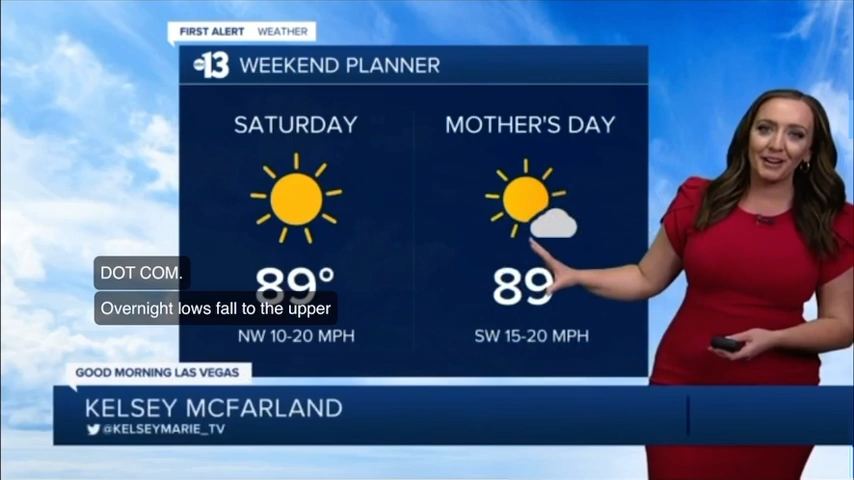 FIRST ALERT WEATHER
abc 13 WEEKEND PLANNER
SATURDAY
MOTHER'S DAY
89°
89
NW 10-20 MPH
SW 15-20 MPH
DOT COM.
Overnight lows fall to the upper
GOOD MORNING LAS VEGAS
KELSEY MCFARLAND
@KELSEYMARIE_TV